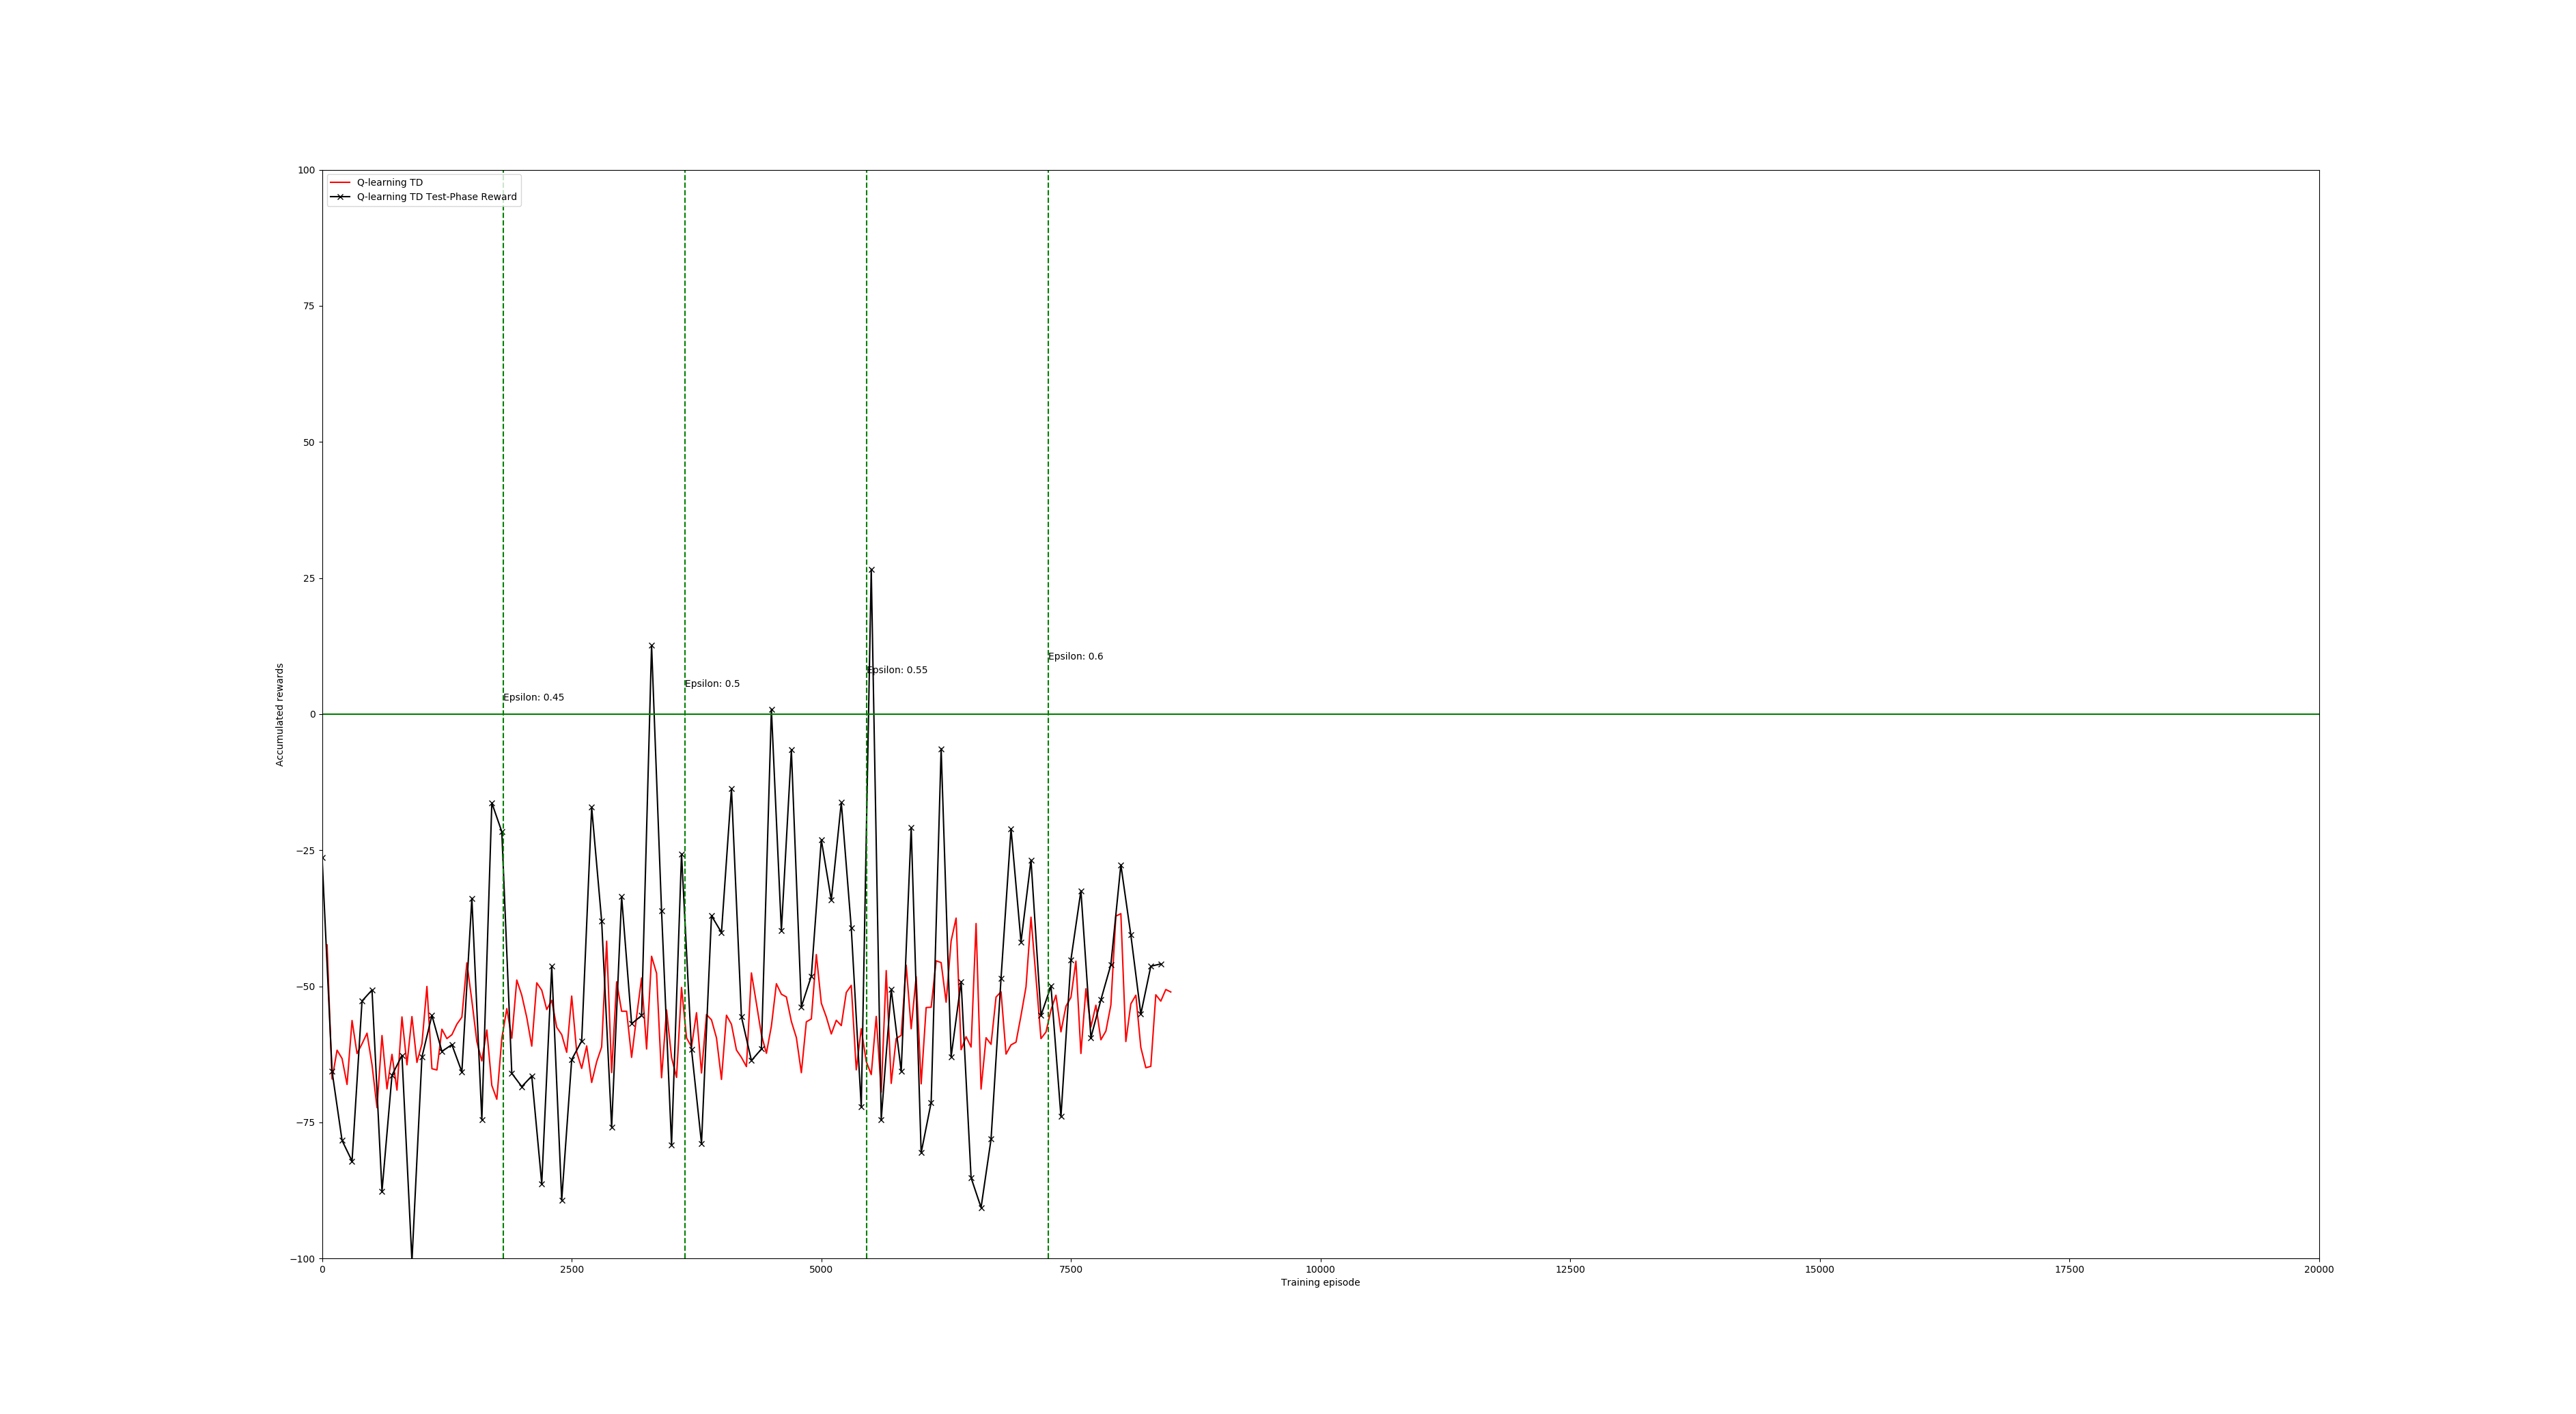 100
Q-learning TD
Q-learning TD Test-Phase Reward
75
50
25
Epsilon: 0.45
Epsilon: 0.5
Epsilon: 0.55
Epsilon: 0.6
0
Accumulated rewards
−25
−50
−75
−100
0 2500 5000 7500 10000 12500 15000 17500 20000
Training episode